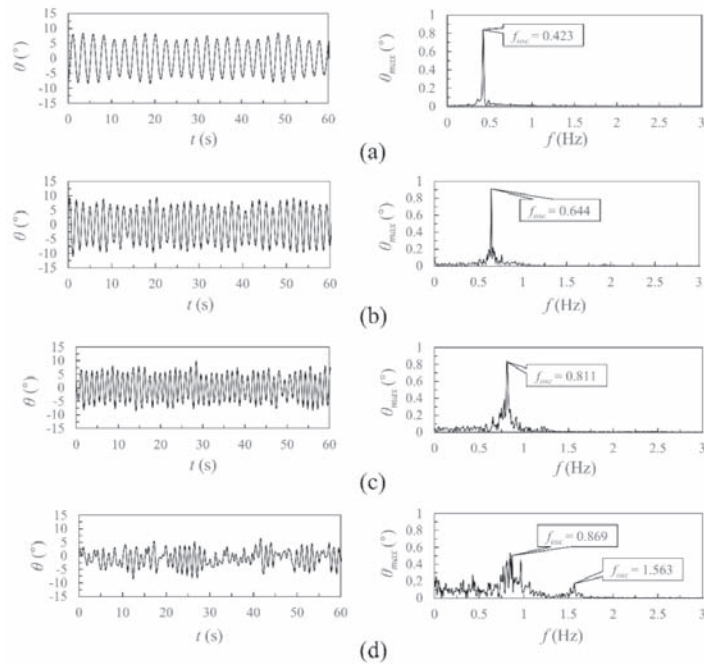 θ (°)
15
10
5
0
-5
-10
-15
0 10 20 30 40 50 60
t (s)
θmax (°)
1
0.8
0.6
0.4
0.2
0
fosc = 0.423
0 0.5 1 1.5 2 2.5 3
f (Hz)
(a)
θ (°)
15
10
5
0
-5
-10
-15
0 10 20 30 40 50 60
t (s)
θmax (°)
1
0.8
0.6
0.4
0.2
0
fosc = 0.644
0 0.5 1 1.5 2 2.5 3
f (Hz)
(b)
θ (°)
15
10
5
0
-5
-10
-15
0 10 20 30 40 50 60
t (s)
θmax (°)
1
0.8
0.6
0.4
0.2
0
fosc = 0.811
0 0.5 1 1.5 2 2.5 3
f (Hz)
(c)
θ (°)
15
10
5
0
-5
-10
-15
0 10 20 30 40 50 60
t (s)
θmax (°)
1
0.8
0.6
0.4
0.2
0
fosc = 0.869
fosc = 1.563
0 0.5 1 1.5 2 2.5 3
f (Hz)
(d)